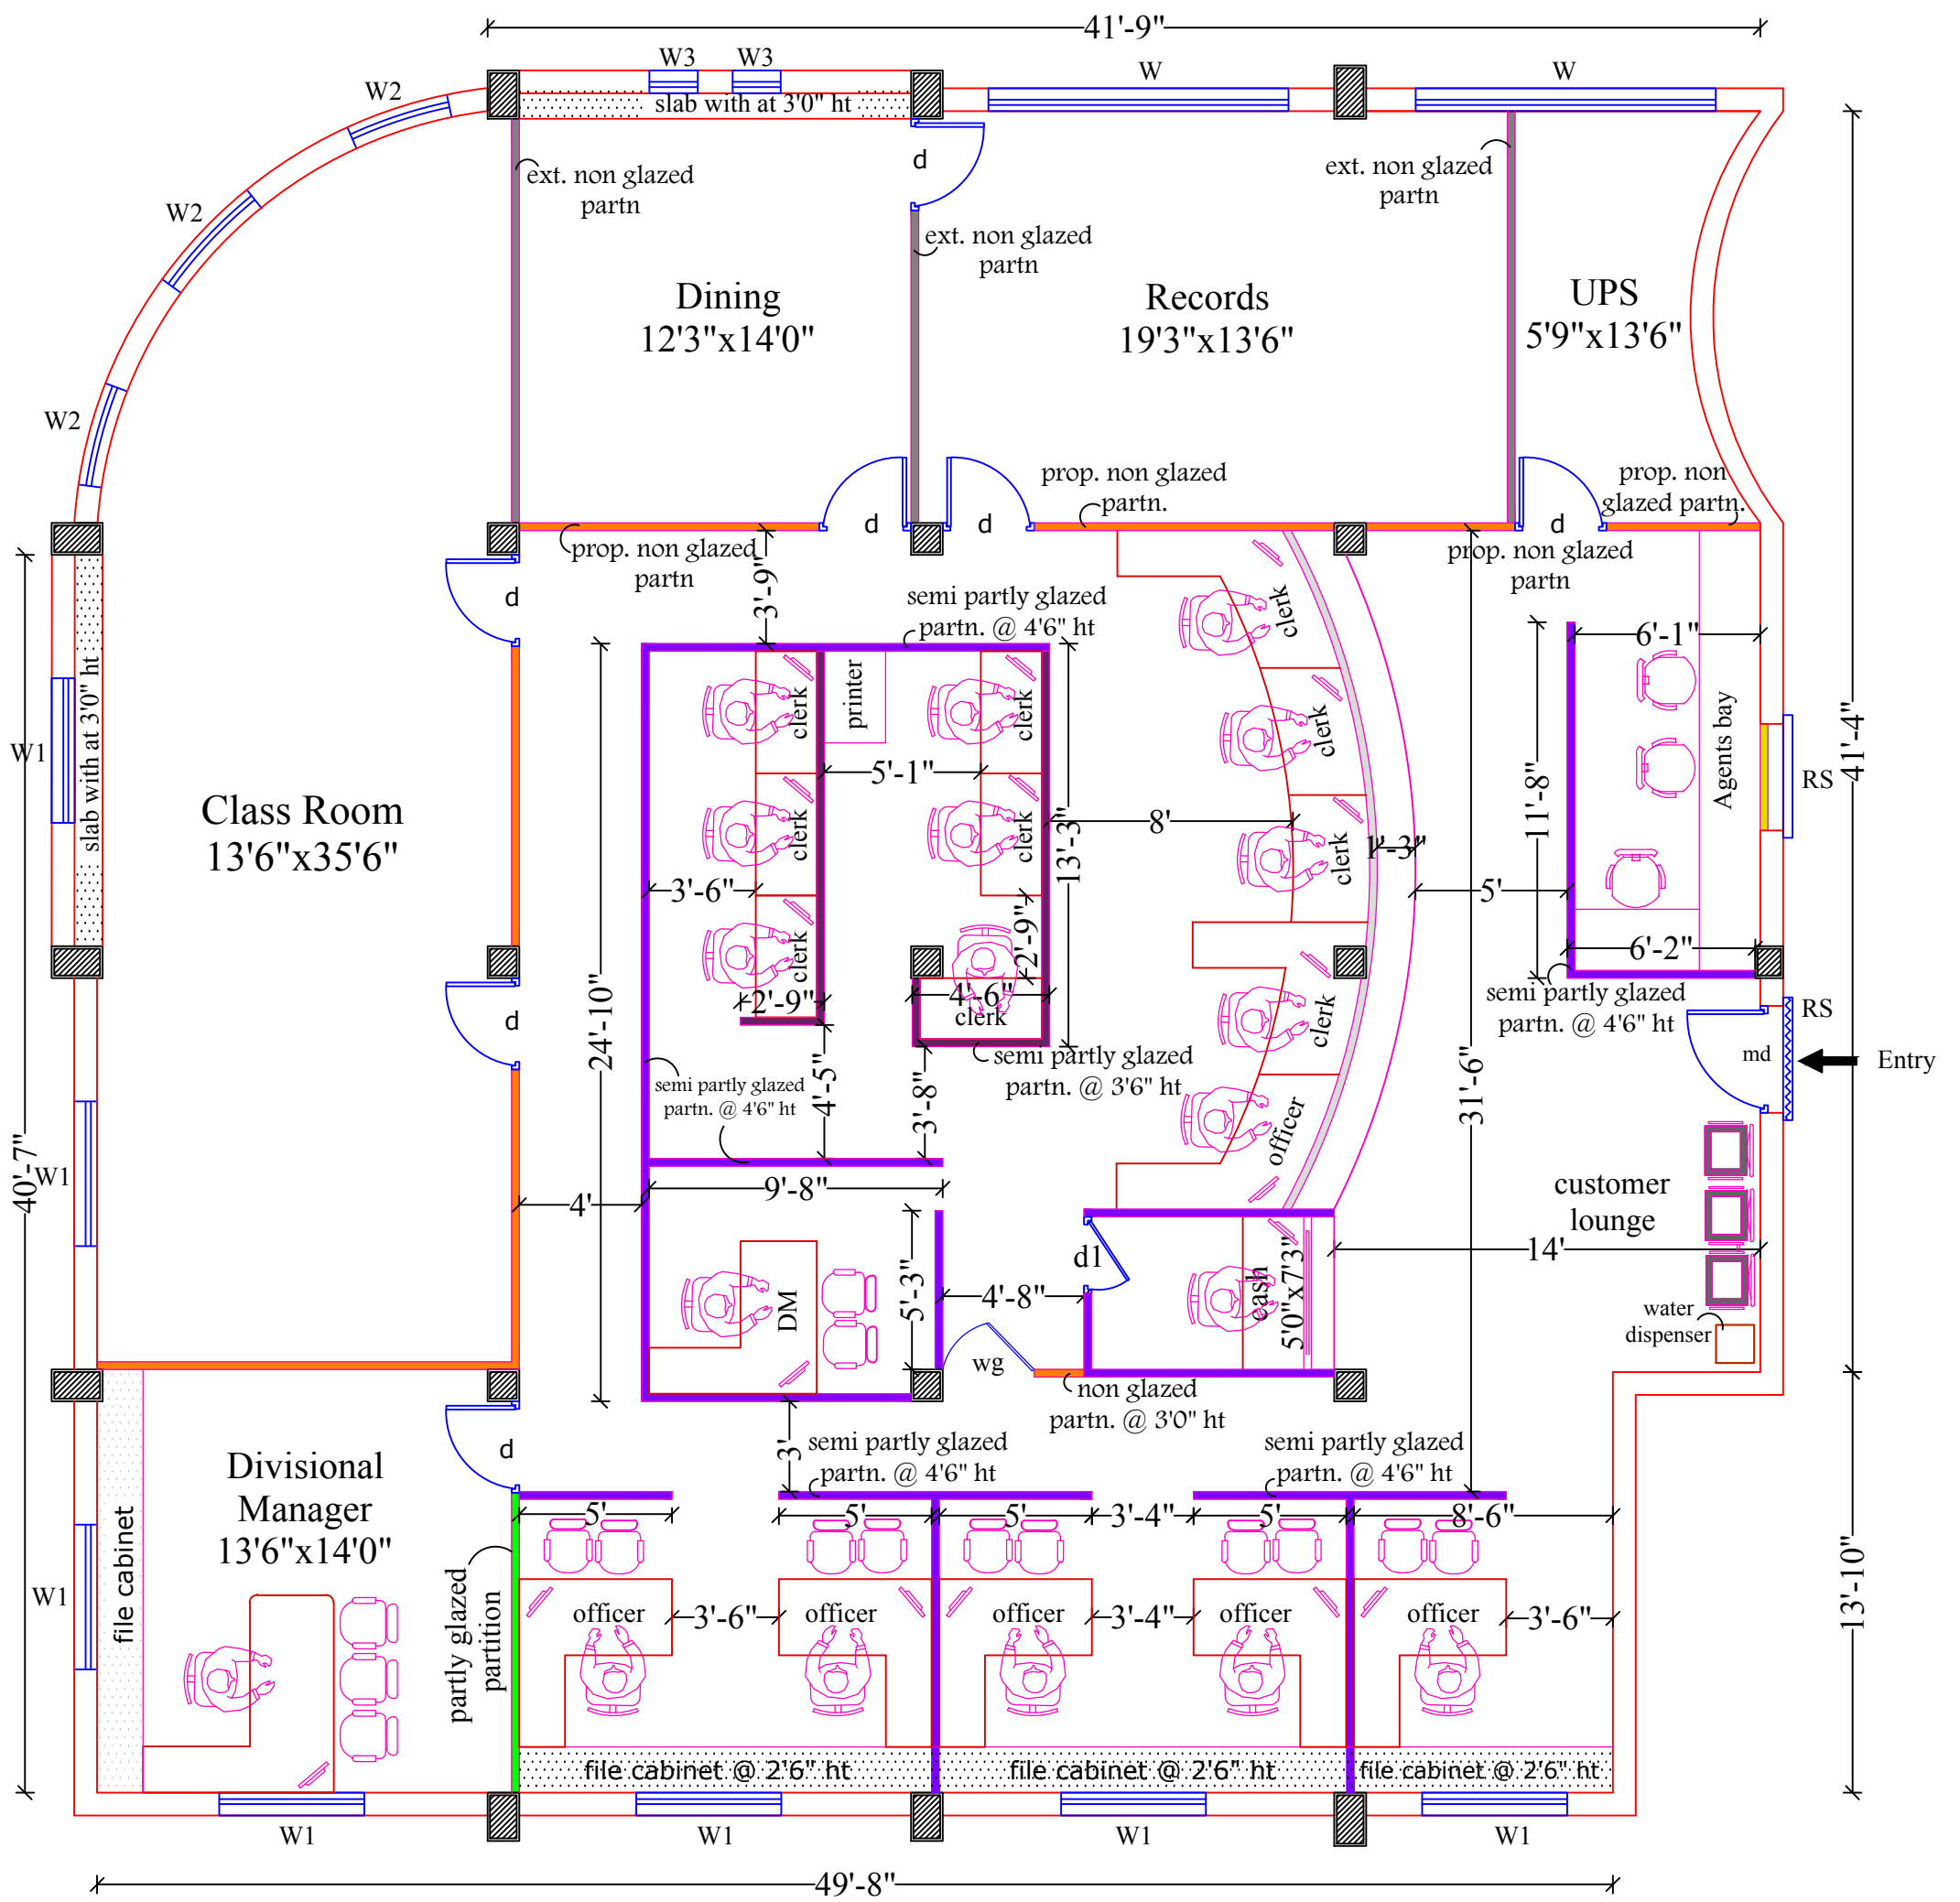 41'-9"
W3
W3
W
W
W2
slab with at 3'0" ht
d
ext. non glazed
partn
ext. non glazed
partn
W2
ext. non glazed
partn
Dining
12'3"x14'0"
Records
19'3"x13'6"
UPS
5'9"x13'6"
W2
prop. non glazed
partn.
prop. non
glazed partn.
d
d
d
prop. non glazed
partn
prop. non glazed
partn
d
3'-9"
semi partly glazed
partn. @ 4'6" ht
clerk
6'-1"
slab with at 3'0" ht
W1
clerk
printer
clerk
clerk
Agents bay
41'-4"
RS
5'-1"
11'-8"
Class Room
13'6"x35'6"
clerk
clerk
13'-3"
8'
clerk
1'-3"
3'-6"
5'
2'-9"
clerk
6'-2"
2'-9"
4'-6"
clerk
clerk
semi partly glazed
partn. @ 4'6" ht
RS
d
24'-10"
semi partly glazed
partn. @ 3'6" ht
md
Entry
semi partly glazed
partn. @ 4'6" ht
4'-5"
3'-8"
31'-6"
officer
40'-7"
W1
9'-8"
4'
customer
lounge
d1
14'
5'-3"
4'-8"
DM
cash
5'0"x7'3"
water
dispenser
wg
non glazed
partn. @ 3'0" ht
d
3'
semi partly glazed
partn. @ 4'6" ht
semi partly glazed
partn. @ 4'6" ht
Divisional
Manager
13'6"x14'0"
file cabinet
5'
5'
5'
3'-4"
5'
8'-6"
partly glazed
partition
W1
officer
3'-6"
officer
officer
3'-4"
officer
officer
3'-6"
13'-10"
file cabinet @ 2'6" ht
file cabinet @ 2'6" ht
file cabinet @ 2'6" ht
W1
W1
W1
W1
49'-8"